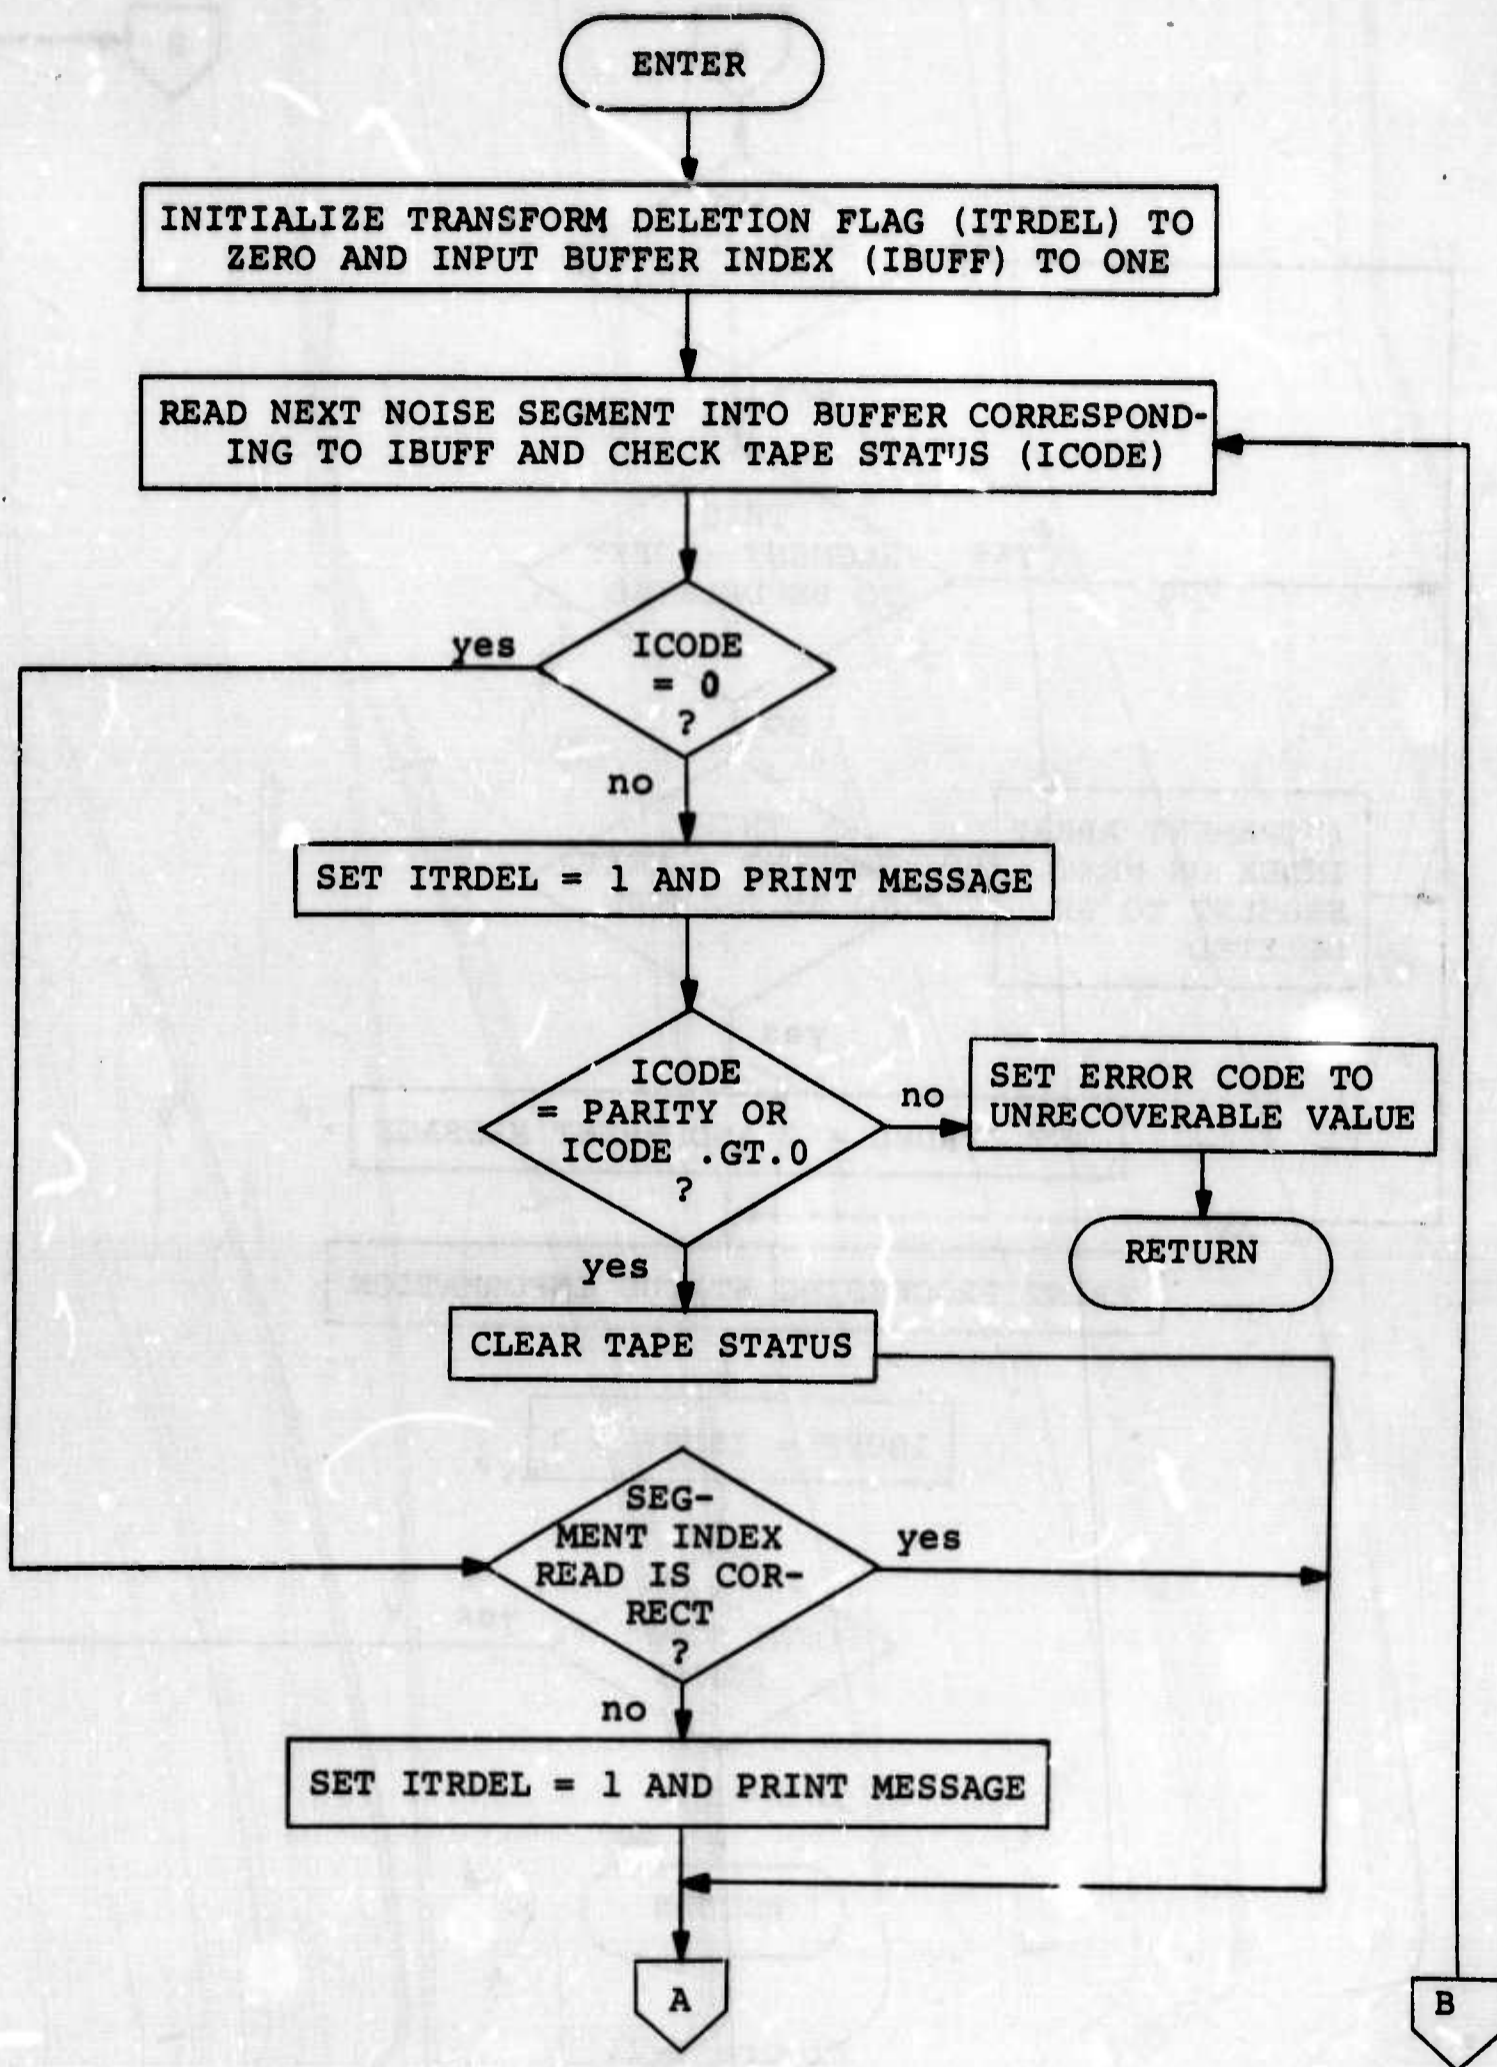 ENTER
INITIALIZE TRANSFORM DELETION FLAG (ITRDEL) TO
ZERO AND INPUT BUFFER INDEX (IBUFF) TO ONE
READ NEXT NOISE SEGMENT INTO BUFFER CORRESPOND-
ING TO IBUFF AND CHECK TAPE STATUS (ICODE)
yes
ICODE
= 0
?
no
SET ITRDEL = 1 AND PRINT MESSAGE
ICODE
= PARITY OR
ICODE .GT.0
?
no
SET ERROR CODE TO
UNRECOVERABLE VALUE
RETURN
yes
CLEAR TAPE STATUS
SEG-
MENT INDEX
READ IS COR-
RECT
?
yes
no
SET ITRDEL = 1 AND PRINT MESSAGE
A
B